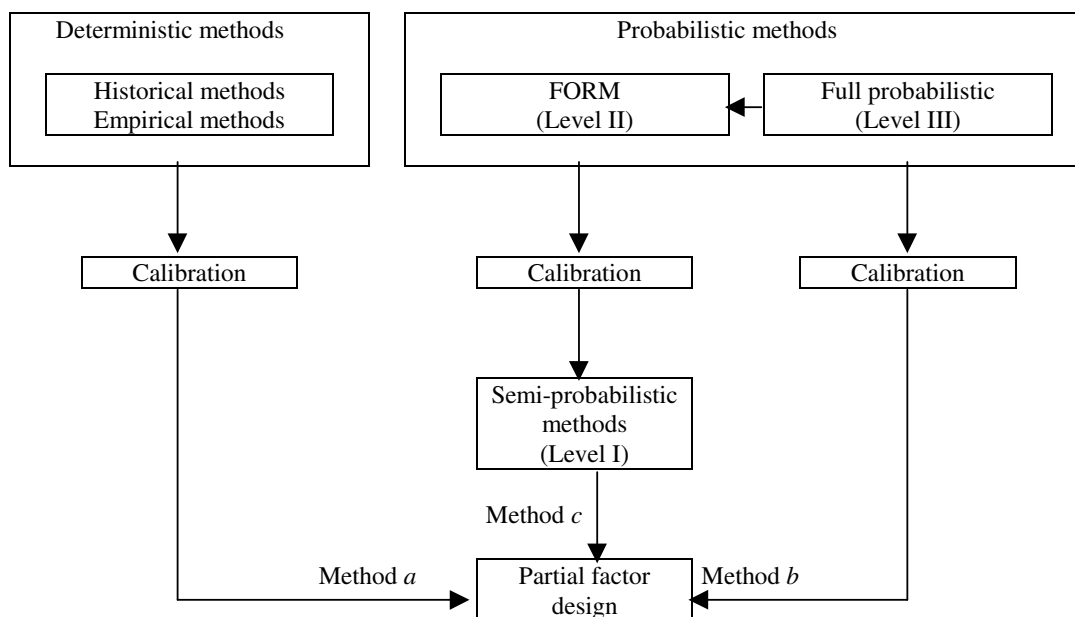 Deterministic methods
Probabilistic methods
Historical methods
Empirical methods
FORM
(Level II)
Full probabilistic
(Level III)
Calibration
Calibration
Calibration
Semi-probabilistic
methods
(Level I)
Method c
Method a
Partial factor
design
Method b